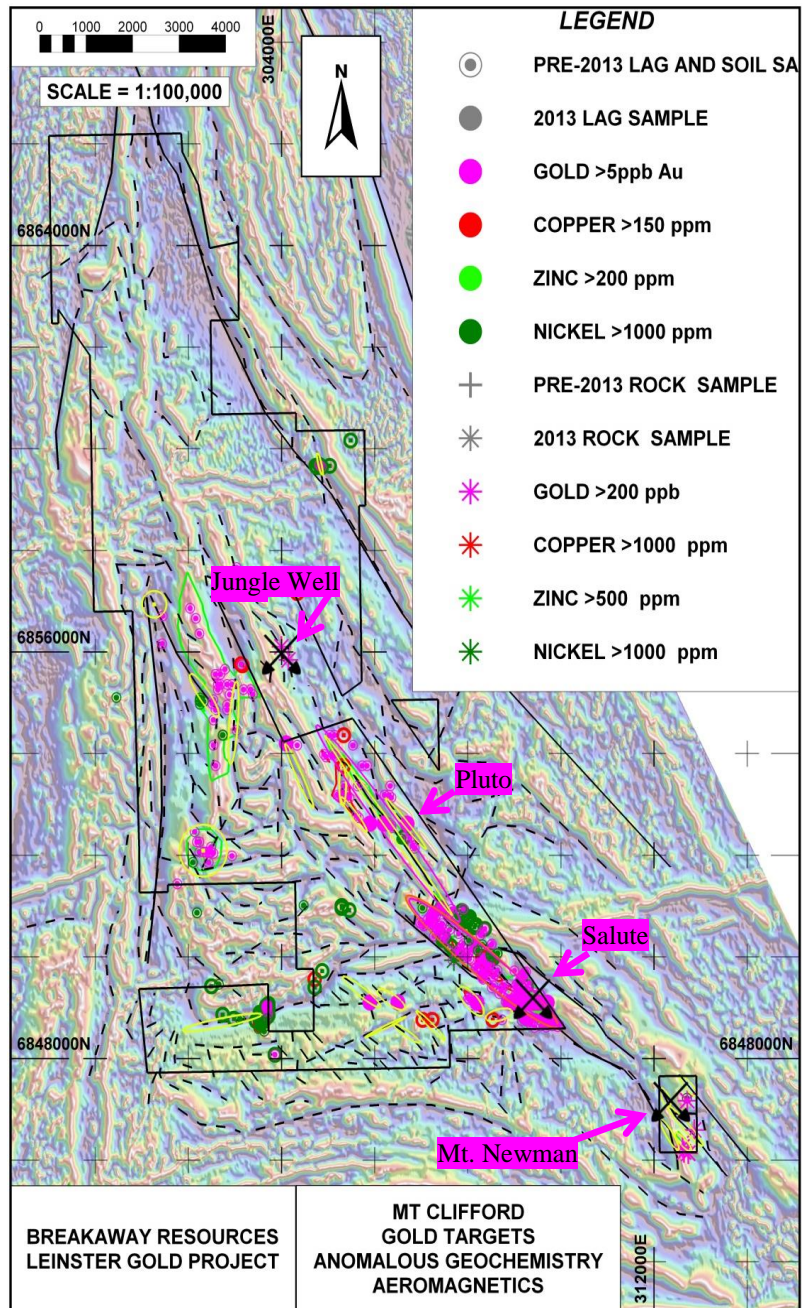 0 1000 2000 3000 4000
SCALE = 1:100,000
304000E
N
LEGEND
PRE-2013 LAG AND SOIL SA
2013 LAG SAMPLE
GOLD >5ppb Au
COPPER >150 ppm
ZINC >200 ppm
NICKEL >1000 ppm
PRE-2013 ROCK SAMPLE
2013 ROCK SAMPLE
GOLD >200 ppb
COPPER >1000 ppm
ZINC >500 ppm
NICKEL >1000 ppm
6864000N
Jungle Well
6856000N
Pluto
Salute
6848000N
6848000N
Mt. Newman
312000E
BREAKAWAY RESOURCES
LEINSTER GOLD PROJECT
MT CLIFFORD
GOLD TARGETS
ANOMALOUS GEOCHEMISTRY
AEROMAGNETICS